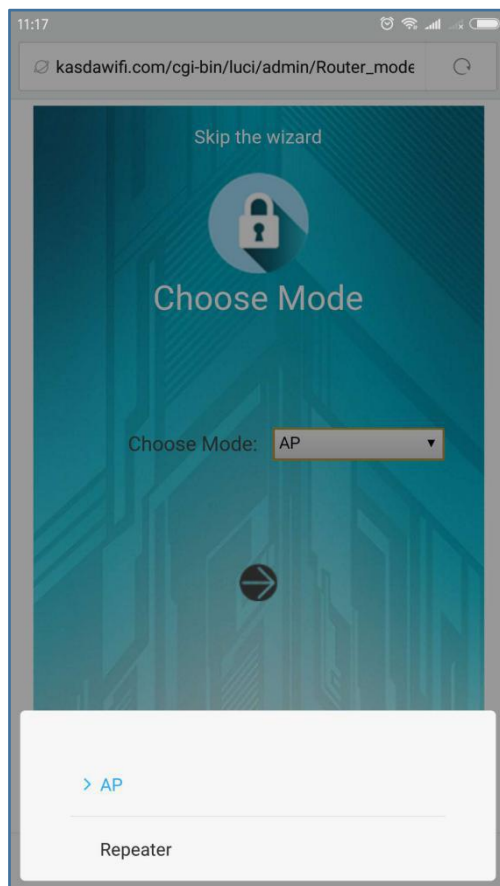 11:17
kasdawifi.com/cgi-bin/luci/admin/Router_mode
Skip the wizard
Choose Mode
Choose Mode: AP
AP
Repeater